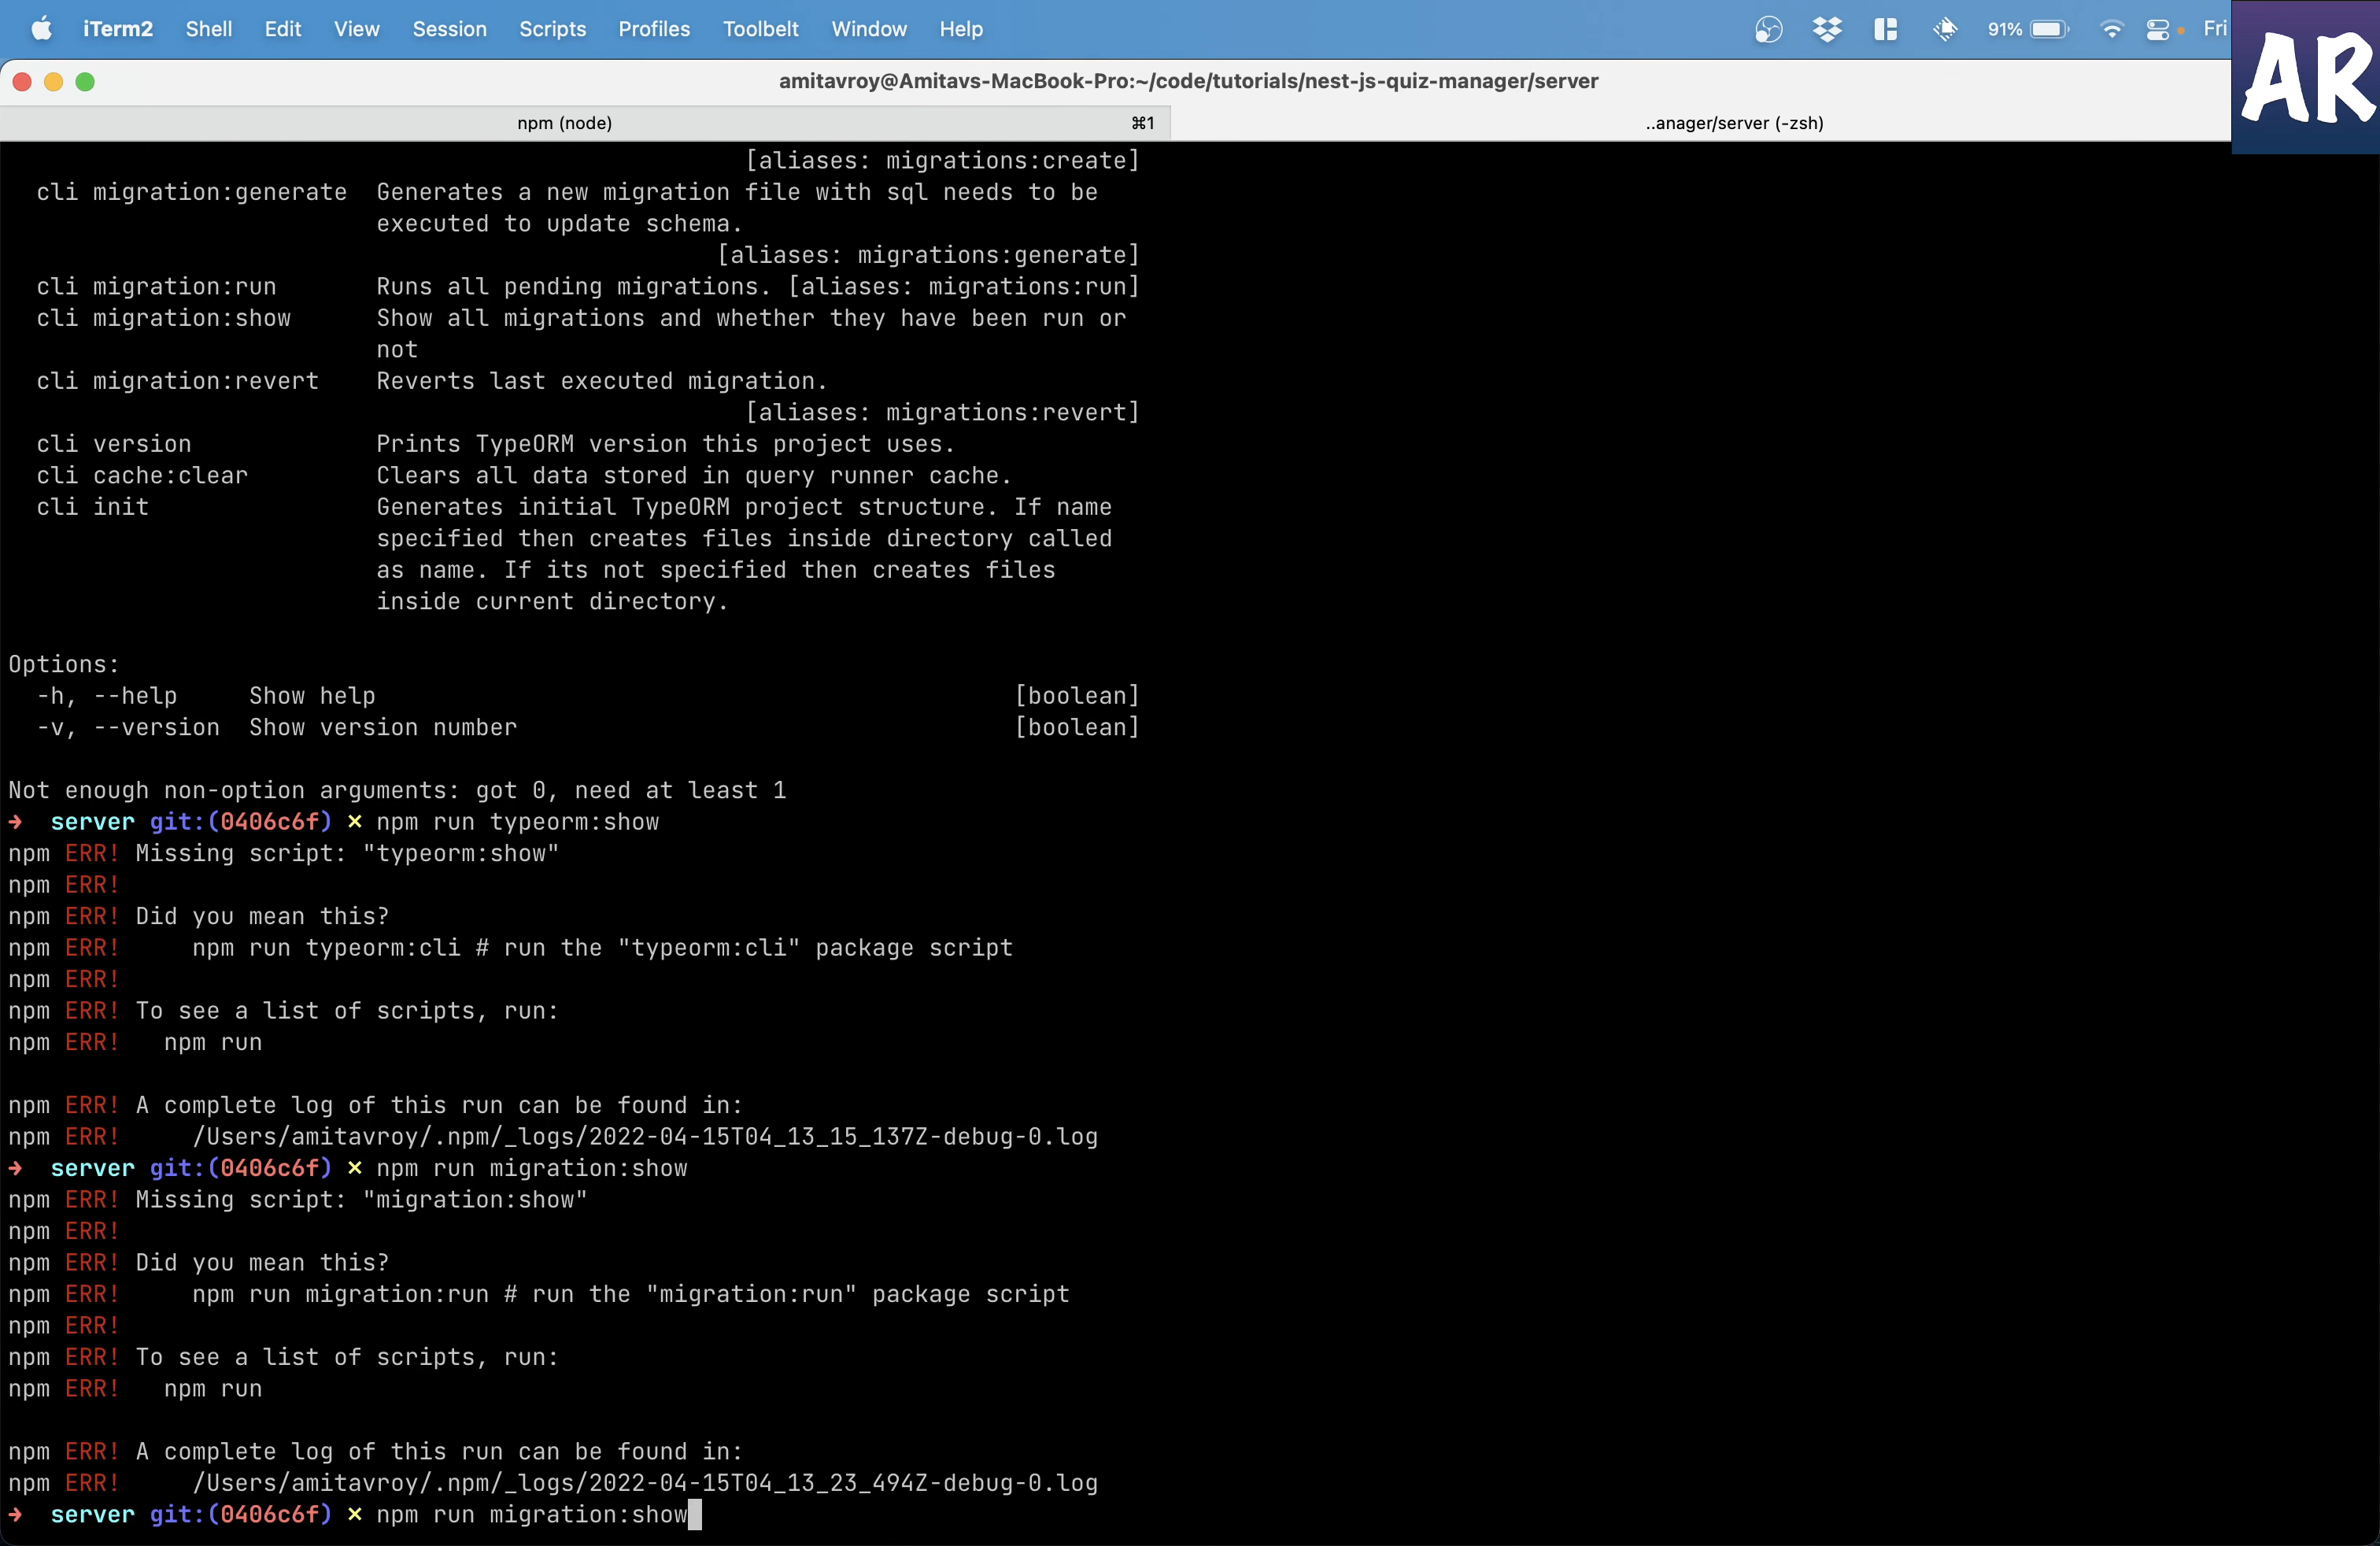 iTerm2 Shell Edit View Session Scripts Profiles Toolbelt Window Help 91% Fri
AR
amitavroy@Amitavs-MacBook-Pro:~/code/tutorials/nest-js-quiz-manager/server
npm (node) ⌘1 ..anager/server (-zsh)
[aliases: migrations:create]
cli migration:generate Generates a new migration file with sql needs to be
executed to update schema.
[aliases: migrations:generate]
cli migration:run Runs all pending migrations. [aliases: migrations:run]
cli migration:show Show all migrations and whether they have been run or
not
cli migration:revert Reverts last executed migration.
[aliases: migrations:revert]
cli version Prints TypeORM version this project uses.
cli cache:clear Clears all data stored in query runner cache.
cli init Generates initial TypeORM project structure. If name
specified then creates files inside directory called
as name. If its not specified then creates files
inside current directory.
Options:
-h, --help Show help [boolean]
-v, --version Show version number [boolean]
Not enough non-option arguments: got 0, need at least 1
➜ server git:(0406c6f) ✗ npm run typeorm:show
npm ERR! Missing script: "typeorm:show"
npm ERR!
npm ERR! Did you mean this?
npm ERR! npm run typeorm:cli # run the "typeorm:cli" package script
npm ERR!
npm ERR! To see a list of scripts, run:
npm ERR! npm run
npm ERR! A complete log of this run can be found in:
npm ERR! /Users/amitavroy/.npm/_logs/2022-04-15T04_13_15_137Z-debug-0.log
➜ server git:(0406c6f) ✗ npm run migration:show
npm ERR! Missing script: "migration:show"
npm ERR!
npm ERR! Did you mean this?
npm ERR! npm run migration:run # run the "migration:run" package script
npm ERR!
npm ERR! To see a list of scripts, run:
npm ERR! npm run
npm ERR! A complete log of this run can be found in:
npm ERR! /Users/amitavroy/.npm/_logs/2022-04-15T04_13_23_494Z-debug-0.log
➜ server git:(0406c6f) ✗ npm run migration:show